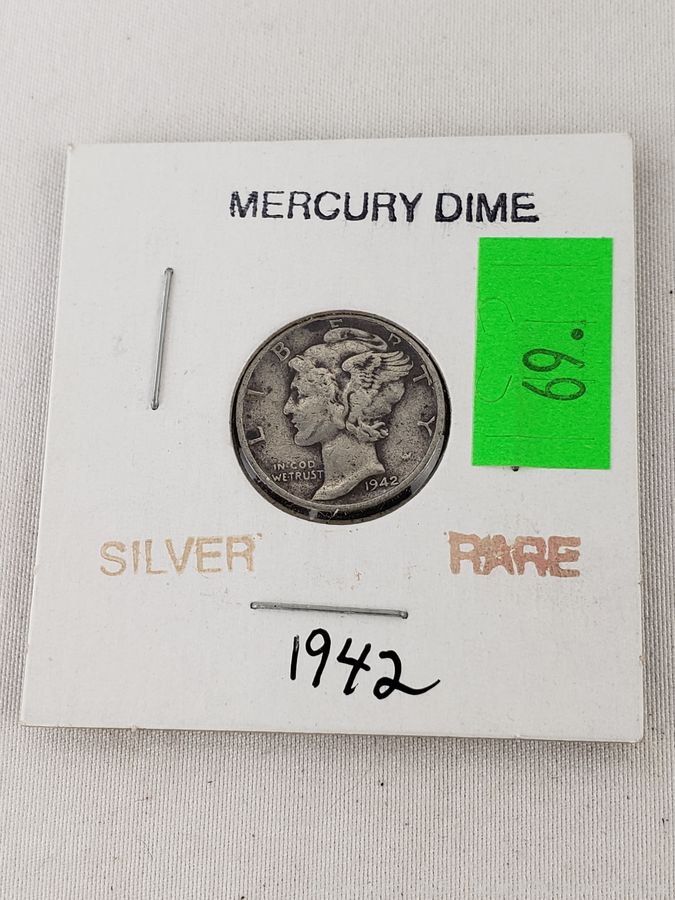 MERCURY DIME
69.
LIBERTY
IN GOD
WE TRUST
1942
SILVER
RARE
1942